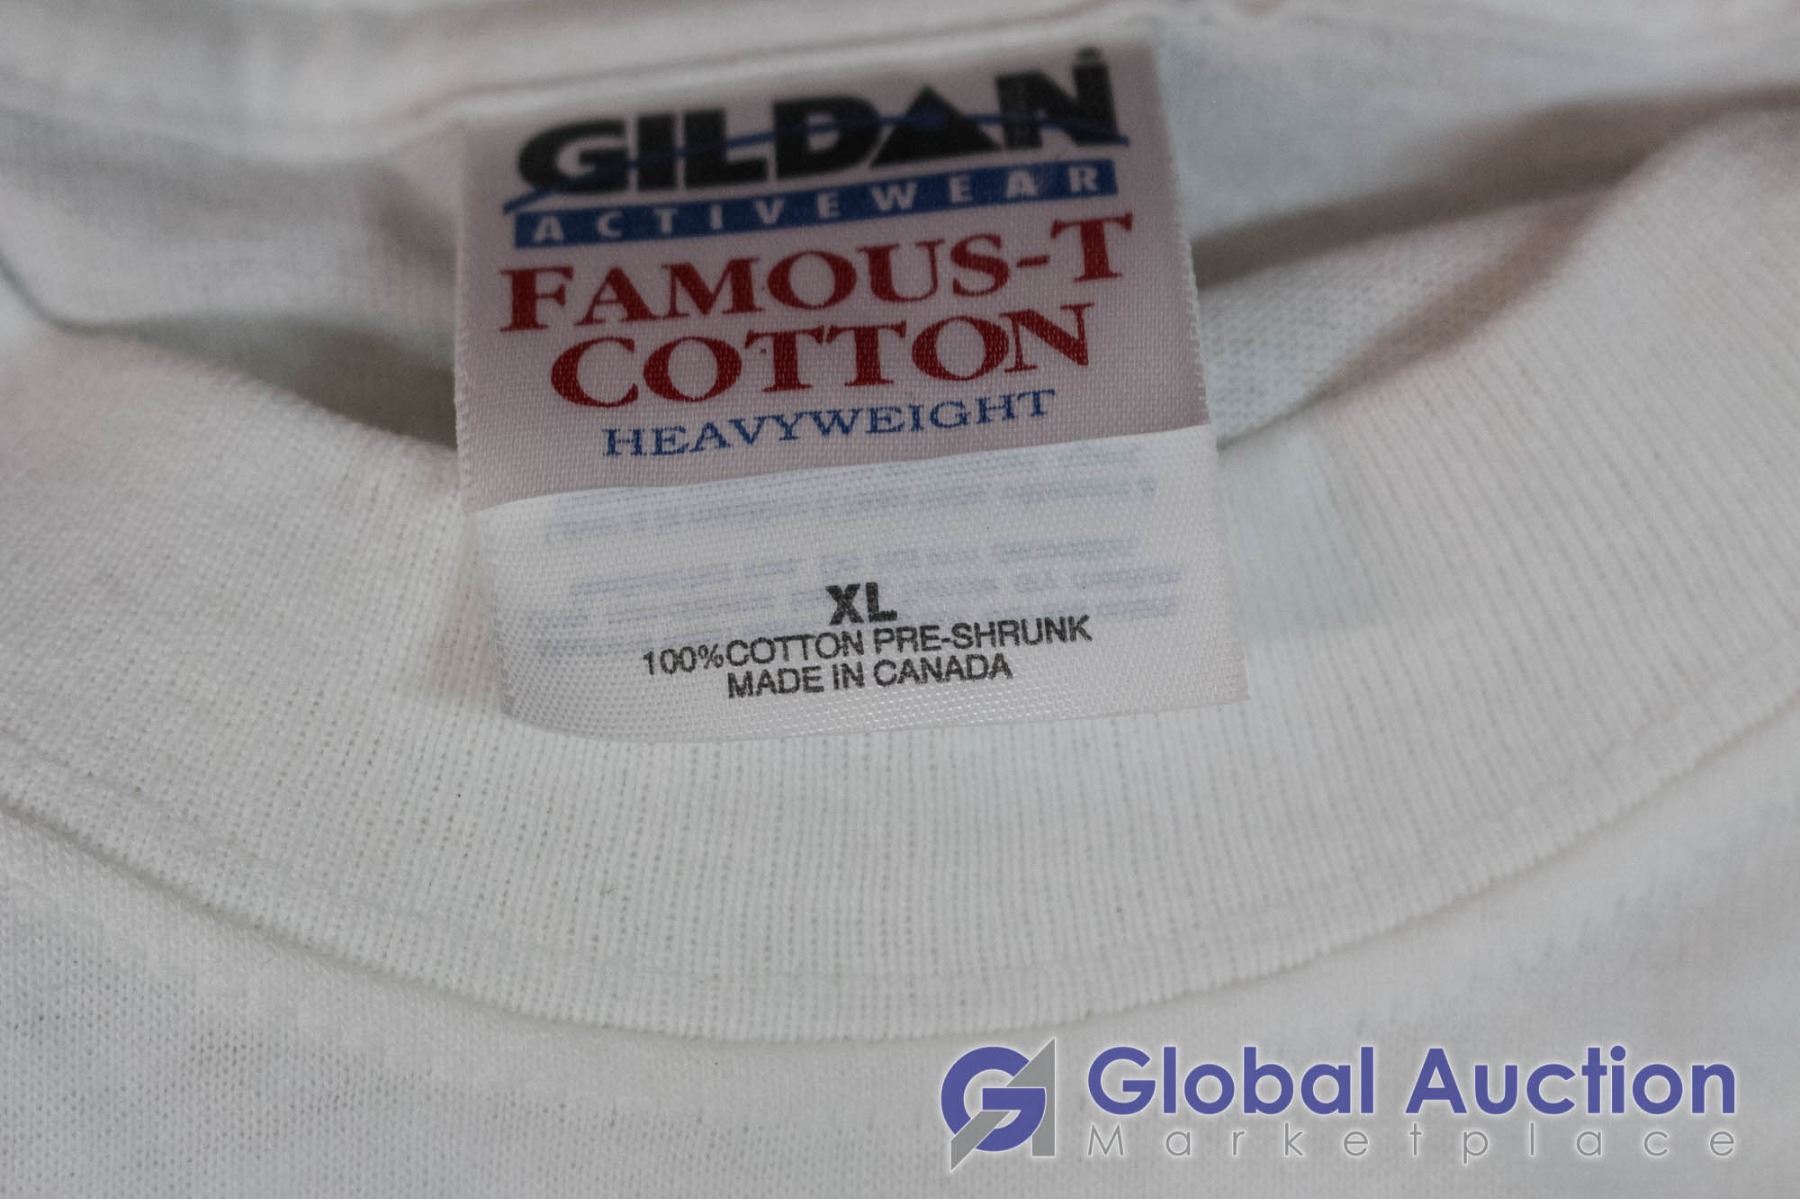 GILDAN
ACTIVEWEAR
FAMOUS-T
COTTON
HEAVYWEIGHT
XL
100%COTTON PRE-SHRUNK
MADE IN CANADA
Global Auction
Marketplace